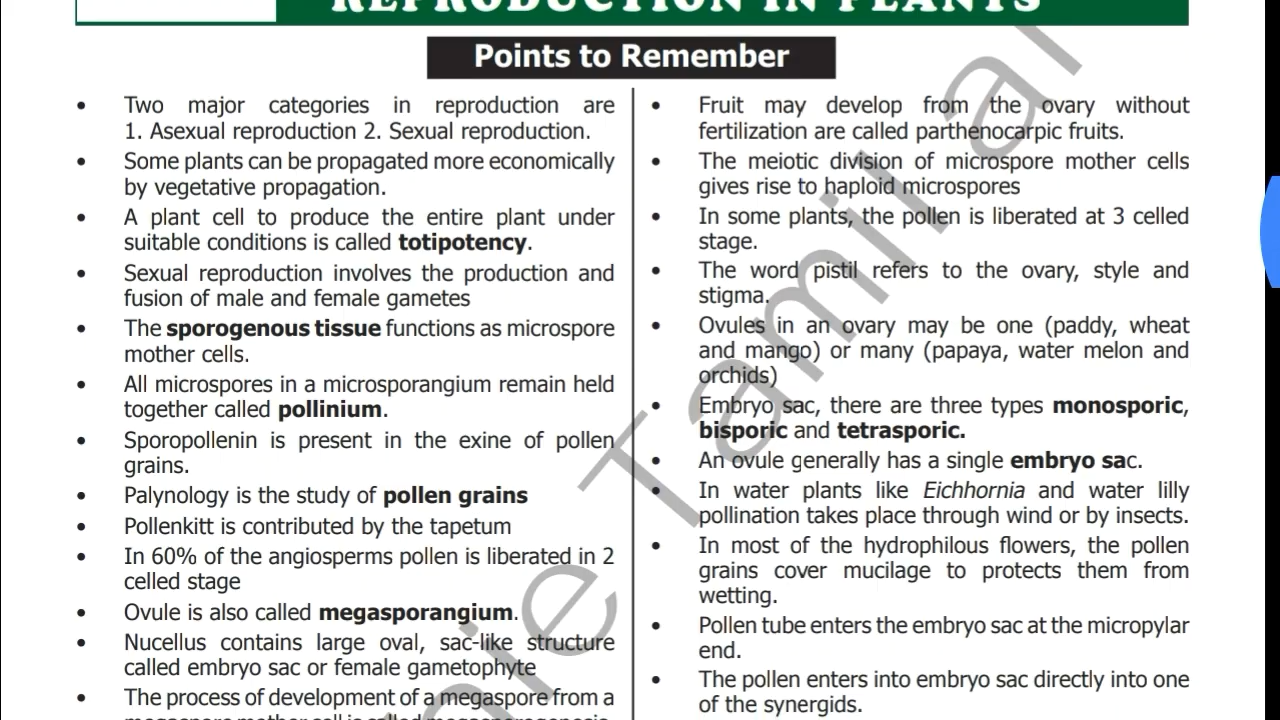 REPRODUCTION IN PLANTS
Points to Remember
• Two major categories in reproduction are
1. Asexual reproduction 2. Sexual reproduction.
• Some plants can be propagated more economically
by vegetative propagation.
• A plant cell to produce the entire plant under
suitable conditions is called totipotency.
• Sexual reproduction involves the production and
fusion of male and female gametes
• The sporogenous tissue functions as microspore
mother cells.
• All microspores in a microsporangium remain held
together called pollinium.
• Sporopollenin is present in the exine of pollen
grains.
• Palynology is the study of pollen grains
• Pollenkitt is contributed by the tapetum
• In 60% of the angiosperms pollen is liberated in 2
celled stage
• Ovule is also called megasporangium.
• Nucellus contains large oval, sac-like structure
called embryo sac or female gametophyte
• The process of development of a megaspore from a
megaspore mother cell is called megasporogenesis.
• Fruit may develop from the ovary without
fertilization are called parthenocarpic fruits.
• The meiotic division of microspore mother cells
gives rise to haploid microspores
• In some plants, the pollen is liberated at 3 celled
stage.
• The word pistil refers to the ovary, style and
stigma.
• Ovules in an ovary may be one (paddy, wheat
and mango) or many (papaya, water melon and
orchids)
• Embryo sac, there are three types monosporic,
bisporic and tetrasporic.
• An ovule generally has a single embryo sac.
• In water plants like Eichhornia and water lilly
pollination takes place through wind or by insects.
• In most of the hydrophilous flowers, the pollen
grains cover mucilage to protects them from
wetting.
• Pollen tube enters the embryo sac at the micropylar
end.
• The pollen enters into embryo sac directly into one
of the synergids.
nie Tamil a